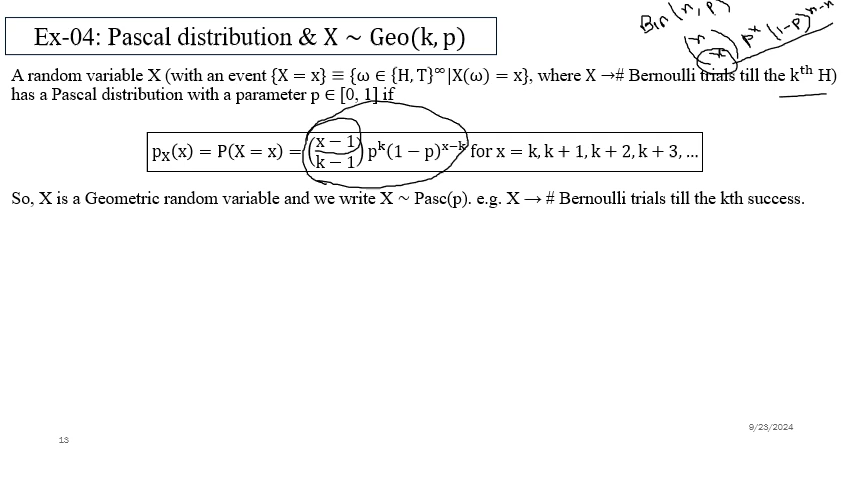 Ex-04: Pascal distribution & X ~ Geo(k, p)
Bin(n, p)
(n x) p^x (1-p)^{n-x}
A random variable X (with an event {X = x} ≡ {ω ∈ {H, T}^∞|X(ω) = x}, where X →# Bernoulli trials till the k^th H)
has a Pascal distribution with a parameter p ∈ [0, 1] if
p_X(x) = P(X = x) = (x − 1 k − 1) p^k(1 − p)^{x−k} for x = k, k + 1, k + 2, k + 3, ...
So, X is a Geometric random variable and we write X ~ Pasc(p). e.g. X → # Bernoulli trials till the kth success.
9/23/2024
13